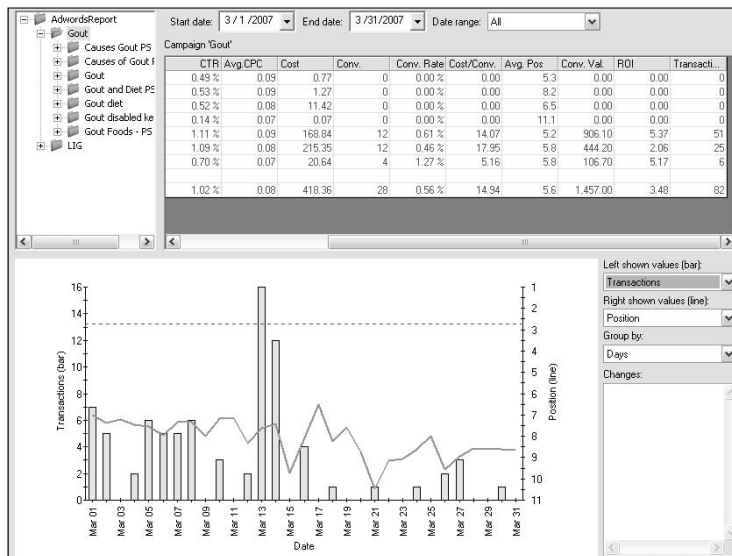 AdwordsReport
Gout
Causes Gout PS
Causes of Gout F
Gout
Gout and Diet PS
Gout diet
Gout disabled ke
Gout Foods - PS
LIG
Start date: 3 / 1 /2007 End date: 3 /31/2007 Date range: All
Campaign 'Gout'
CTR Avg.CPC Cost Conv. Conv. Rate Cost/Conv. Avg. Pos Conv. Val. ROI Transacti...
0.49 % 0.09 0.77 0 0.00 % 0.00 5.3 0.00 0.00 0
0.53 % 0.09 1.27 0 0.00 % 0.00 8.2 0.00 0.00 0
0.52 % 0.08 11.42 0 0.00 % 0.00 6.5 0.00 0.00 0
0.14 % 0.07 0.07 0 0.00 % 0.00 11.1 0.00 0.00 0
1.11 % 0.09 168.84 12 0.61 % 14.07 5.2 906.10 5.37 51
1.09 % 0.08 215.35 12 0.46 % 17.95 5.8 444.20 2.06 25
0.70 % 0.07 20.64 4 1.27 % 5.16 5.8 106.70 5.17 6
1.02 % 0.08 418.36 28 0.56 % 14.94 5.6 1,457.00 3.48 82
Left shown values (bar):
Transactions
Right shown values (line):
Position
Group by:
Days
Changes:
Transactions (bar)
16
14
12
10
8
6
4
2
0
1
2
3
4
5
6
7
8
9
10
11
Position (line)
Mar 01
Mar 03
Mar 05
Mar 07
Mar 09
Mar 11
Mar 13
Mar 15
Mar 17
Mar 19
Mar 21
Mar 23
Mar 25
Mar 27
Mar 29
Mar 31
Date